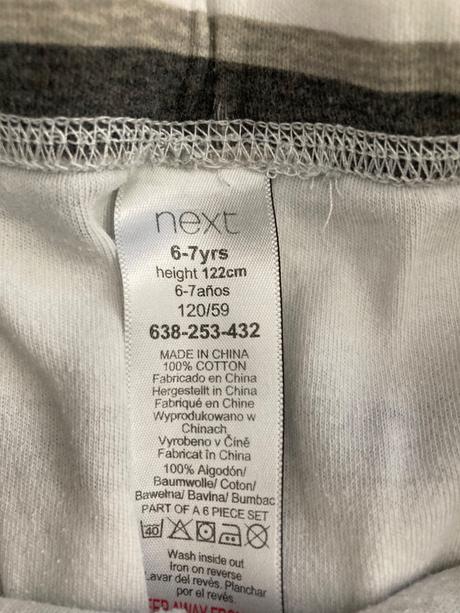 next
6-7yrs
height 122cm
6-7años
120/59
638-253-432
MADE IN CHINA
100% COTTON
Fabricado en China
Hergestellt in China
Fabriqué en Chine
Wyprodukowano w
Chinach
Vyrobeno v Číně
Fabricat în China
100% Algodón/
Baumwolle/ Coton/
Bawełna/ Bavlna/ Bumbac
PART OF A 6 PIECE SET
40
Wash inside out
Iron on reverse
Lavar del revés. Planchar
por el revés.
KEEP AWAY FROM